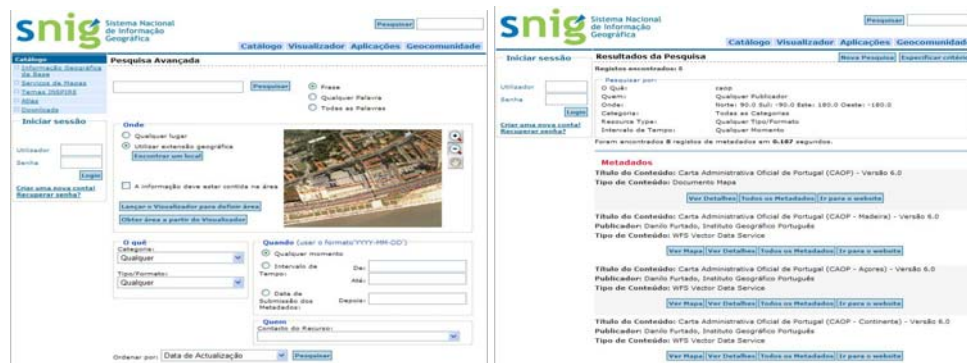 snig Sistema Nacional
de Informação
Geográfica
Pesquisar
Catálogo Visualizador Aplicações Geocomunidade
Catálogo
Informação Geográfica
de Base
Serviços de Mapas
Temas INSPIRE
Atlas
Downloads
Iniciar sessão
Utilizador
Senha
Login
Criar uma nova conta!
Recuperar senha?
Pesquisa Avançada
Pesquisar
Frase
Qualquer Palavra
Todas as Palavras
Onde
Qualquer lugar
Utilizar extensão geográfica
Encontrar um local
A informação deve estar contida na área
Lançar o Visualizador para definir área
Obter área a partir do Visualizador
O quê
Categoria:
Qualquer
Tipo/Formato:
Qualquer
Quando (usar o formato'YYYY-MM-DD')
Qualquer momento
Intervalo de
Tempo:
De:
Até:
Data de
Submissão dos
Metadados:
Depois:
Quem
Contacto do Recurso:
Ordenar por: Data de Actualização
Pesquisar
snig Sistema Nacional
de Informação
Geográfica
Pesquisar
Catálogo Visualizador Aplicações Geocomunidade
Iniciar sessão
Utilizador
Senha
Login
Criar uma nova conta!
Recuperar senha?
Resultados da Pesquisa
Nova Pesquisa Especificar critério
Pesquisar por:
O Quê: caop
Quem: Qualquer Publicador
Onde: Norte: 90.0 Sul: -90.0 Este: 180.0 Oeste: -180.0
Categoria: Todas as Categorias
Resource Type: Qualquer Tipo/Formato
Intervalo de Tempo: Qualquer Momento
Foram encontrados 8 registos de metadados em 0.187 segundos.
Metadados
Título do Conteúdo: Carta Administrativa Oficial de Portugal (CAOP) - Versão 6.0
Tipo de Conteúdo: Documento Mapa
Ver Detalhes Todos os Metadados Ir para o website
Título do Conteúdo: Carta Administrativa Oficial de Portugal (CAOP - Madeira) - Versão 6.0
Publicador: Danilo Furtado, Instituto Geográfico Português
Tipo de Conteúdo: WFS Vector Data Service
Ver Mapa Ver Detalhes Todos os Metadados Ir para o website
Título do Conteúdo: Carta Administrativa Oficial de Portugal (CAOP - Açores) - Versão 6.0
Publicador: Danilo Furtado, Instituto Geográfico Português
Tipo de Conteúdo: WFS Vector Data Service
Ver Mapa Ver Detalhes Todos os Metadados Ir para o website
Título do Conteúdo: Carta Administrativa Oficial de Portugal (CAOP - Continente) - Versão 6.0
Publicador: Danilo Furtado, Instituto Geográfico Português
Tipo de Conteúdo: WFS Vector Data Service
Ver Mapa Ver Detalhes Todos os Metadados Ir para o website